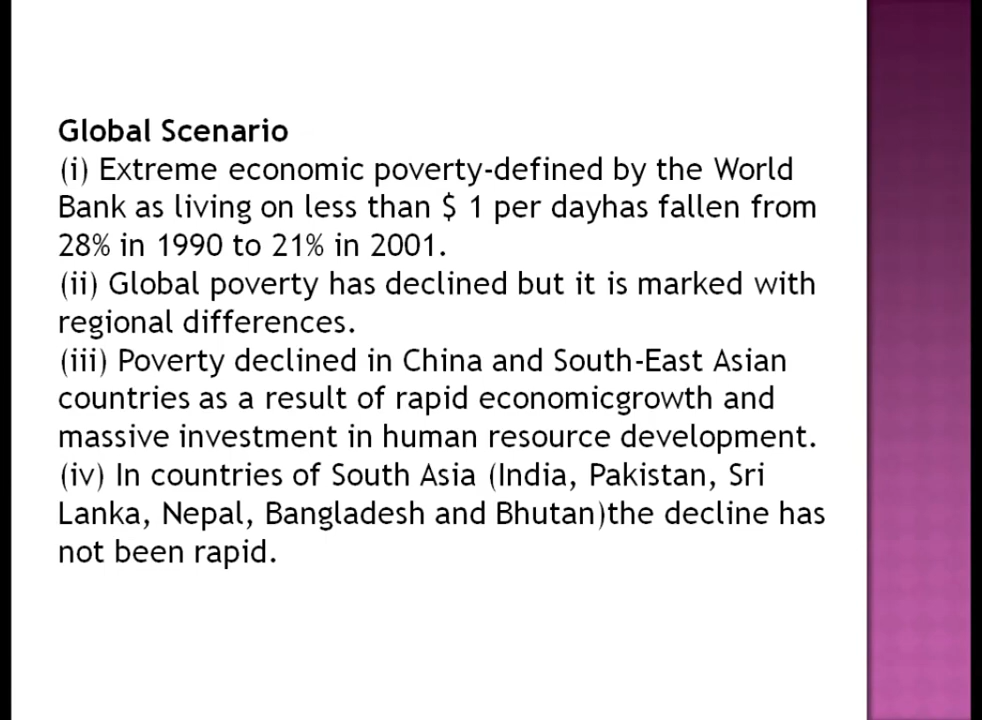 Global Scenario
(i) Extreme economic poverty-defined by the World
Bank as living on less than $ 1 per dayhas fallen from
28% in 1990 to 21% in 2001.
(ii) Global poverty has declined but it is marked with
regional differences.
(iii) Poverty declined in China and South-East Asian
countries as a result of rapid economicgrowth and
massive investment in human resource development.
(iv) In countries of South Asia (India, Pakistan, Sri
Lanka, Nepal, Bangladesh and Bhutan)the decline has
not been rapid.